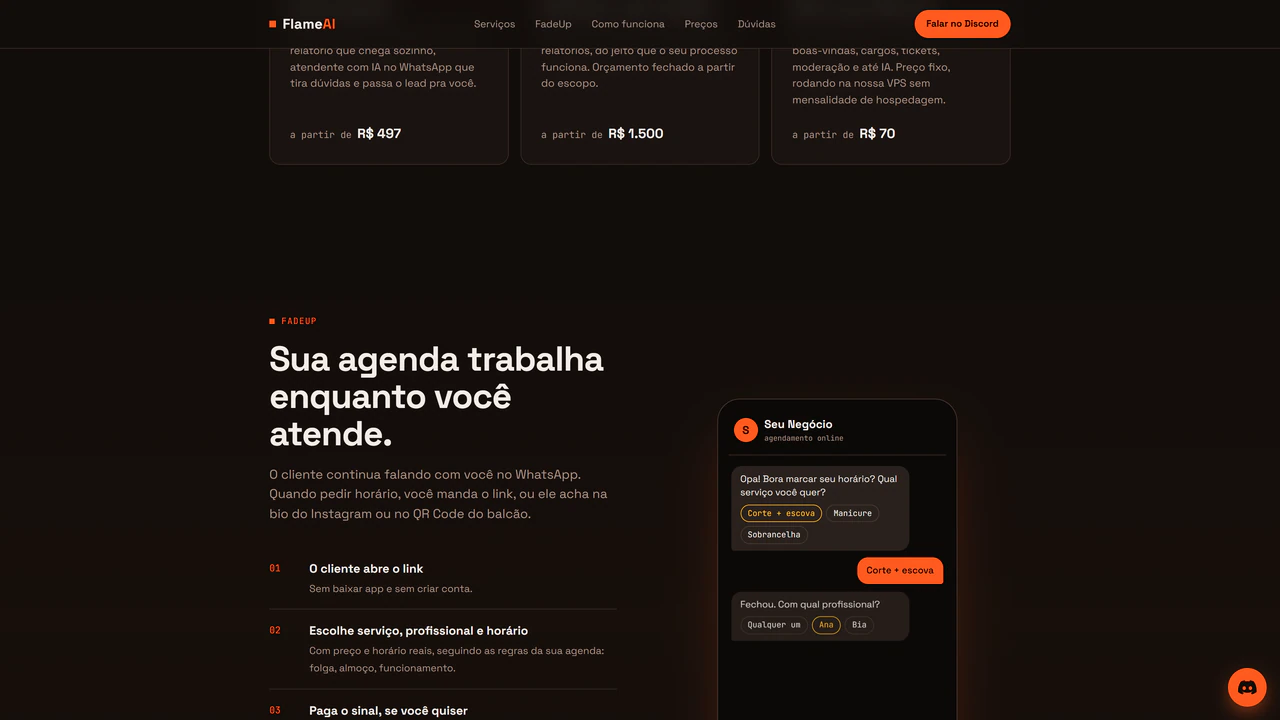 FlameAI
Serviços
FadeUp
Como funciona
Preços
Dúvidas
Falar no Discord
relatório que chega sozinho,
atendente com IA no WhatsApp que
tira dúvidas e passa o lead pra você.
a partir de R$ 497
relatórios, do jeito que o seu processo
funciona. Orçamento fechado a partir
do escopo.
a partir de R$ 1.500
boas-vindas, cargos, tickets,
moderação e até IA. Preço fixo,
rodando na nossa VPS sem
mensalidade de hospedagem.
a partir de R$ 70
FADEUP
Sua agenda trabalha
enquanto você
atende.
O cliente continua falando com você no WhatsApp.
Quando pedir horário, você manda o link, ou ele acha na
bio do Instagram ou no QR Code do balcão.
01
O cliente abre o link
Sem baixar app e sem criar conta.
02
Escolhe serviço, profissional e horário
Com preço e horário reais, seguindo as regras da sua agenda:
folga, almoço, funcionamento.
03
Paga o sinal, se você quiser
S
Seu Negócio
agendamento online
Opa! Bora marcar seu horário? Qual
serviço você quer?
Corte + escova
Manicure
Sobrancelha
Corte + escova
Fechou. Com qual profissional?
Qualquer um
Ana
Bia